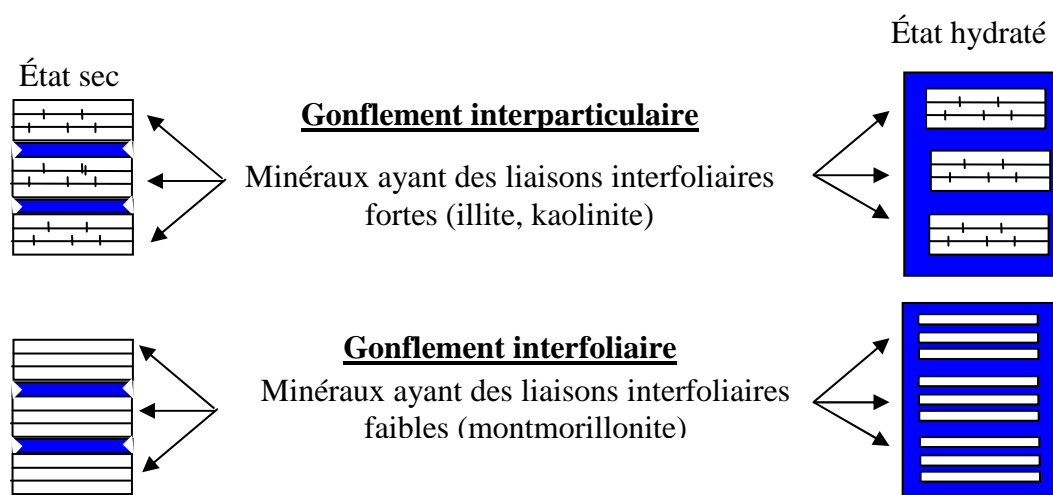 État hydraté
État sec
Gonflement interparticulaire
Minéraux ayant des liaisons interfoliaires
fortes (illite, kaolinite)
Gonflement interfoliaire
Minéraux ayant des liaisons interfoliaires
faibles (montmorillonite)